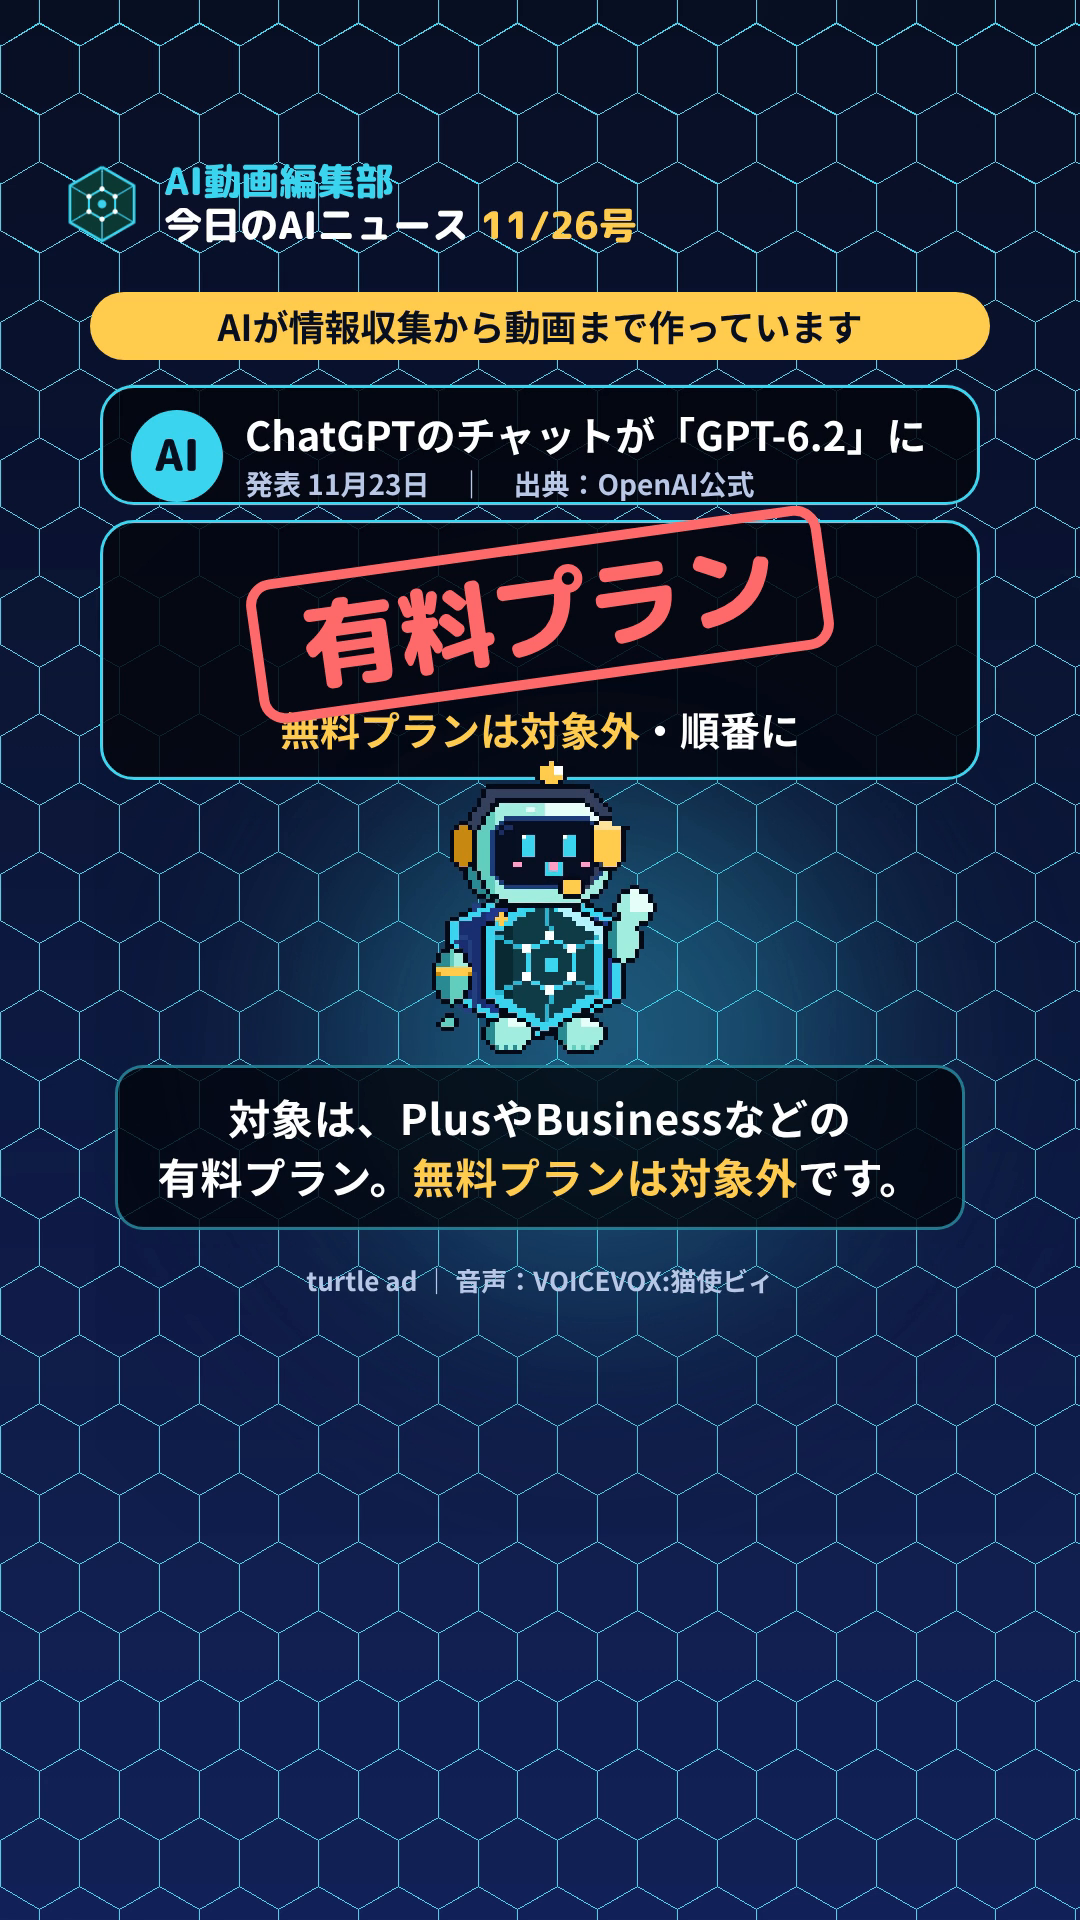 AI動画編集部
今日のAIニュース 11/26号
AIが情報収集から動画まで作っています
AI
ChatGPTのチャットが「GPT-6.2」に
発表 11月23日 ｜ 出典：OpenAI公式
有料プラン
無料プランは対象外・順番に
対象は、PlusやBusinessなどの
有料プラン。無料プランは対象外です。
turtle ad ｜ 音声：VOICEVOX:猫使ビィ